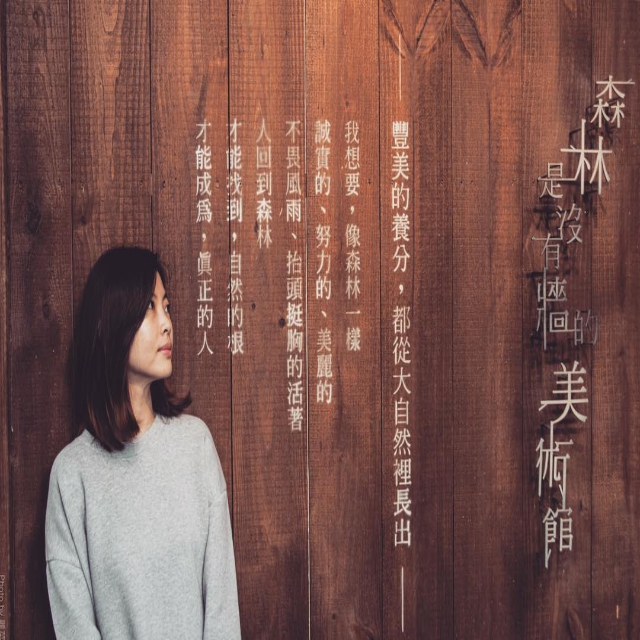 森林是沒有牆的美術館
豐美的養分，都從大自然裡長出
我想要，像森林一樣
誠實的、努力的、美麗的
不畏風雨、抬頭挺胸的活著
人回到森林
才能找到，自然的根
才能成為，真正的人